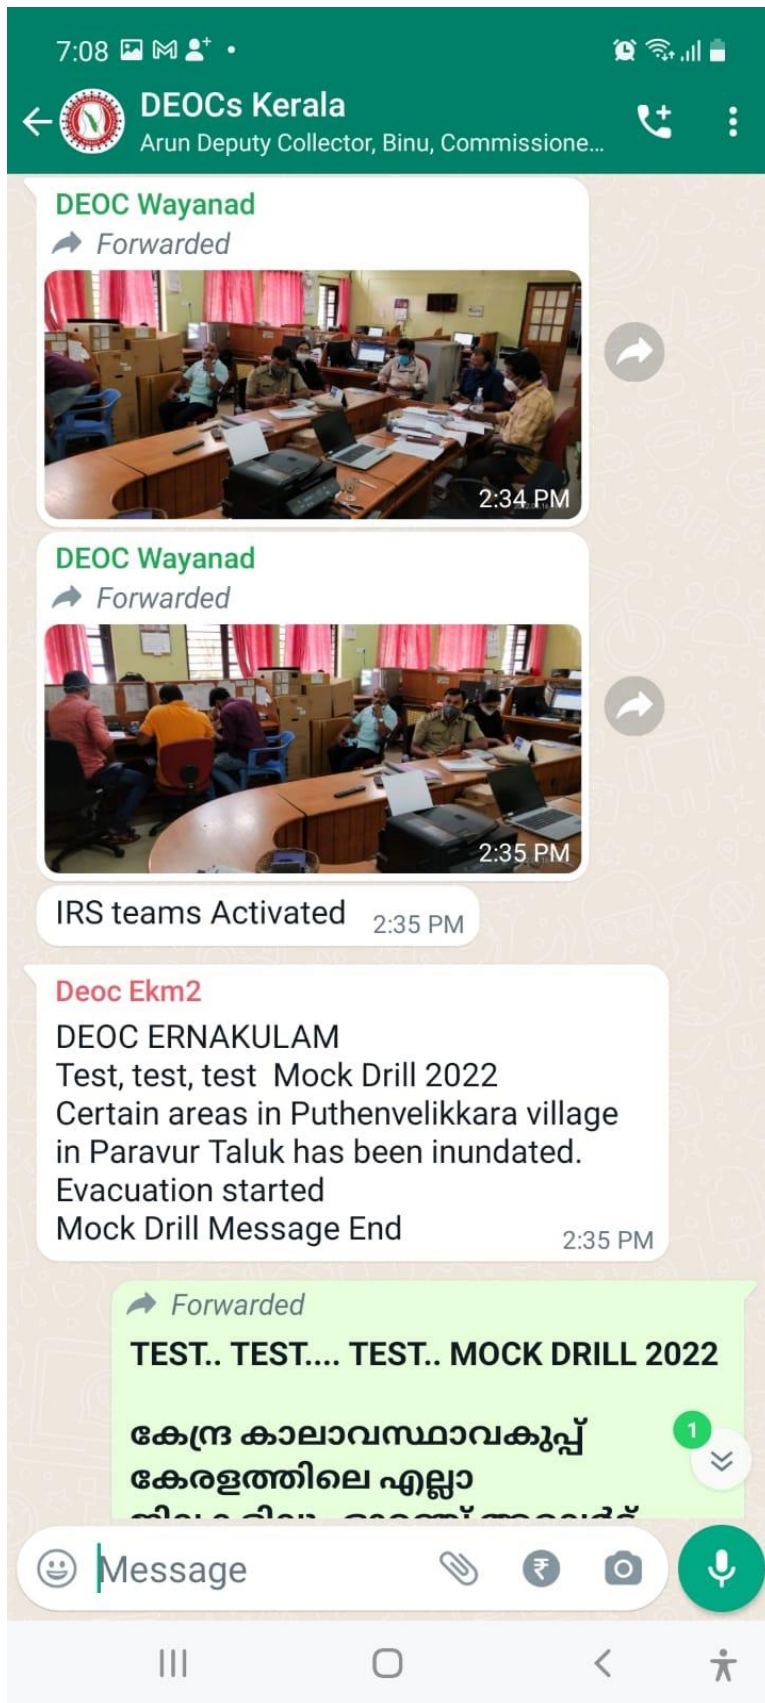 7:08
DEOCs Kerala
Arun Deputy Collector, Binu, Commissione...
DEOC Wayanad
Forwarded
2:34 PM
DEOC Wayanad
Forwarded
2:35 PM
IRS teams Activated 2:35 PM
Deoc Ekm2
DEOC ERNAKULAM
Test, test, test Mock Drill 2022
Certain areas in Puthenvelikkara village
in Paravur Taluk has been inundated.
Evacuation started
Mock Drill Message End
2:35 PM
Forwarded
TEST.. TEST.... TEST.. MOCK DRILL 2022
കേന്ദ്ര കാലാവസ്ഥാവകുപ്പ്
1
കേരളത്തിലെ എല്ലാ
Message